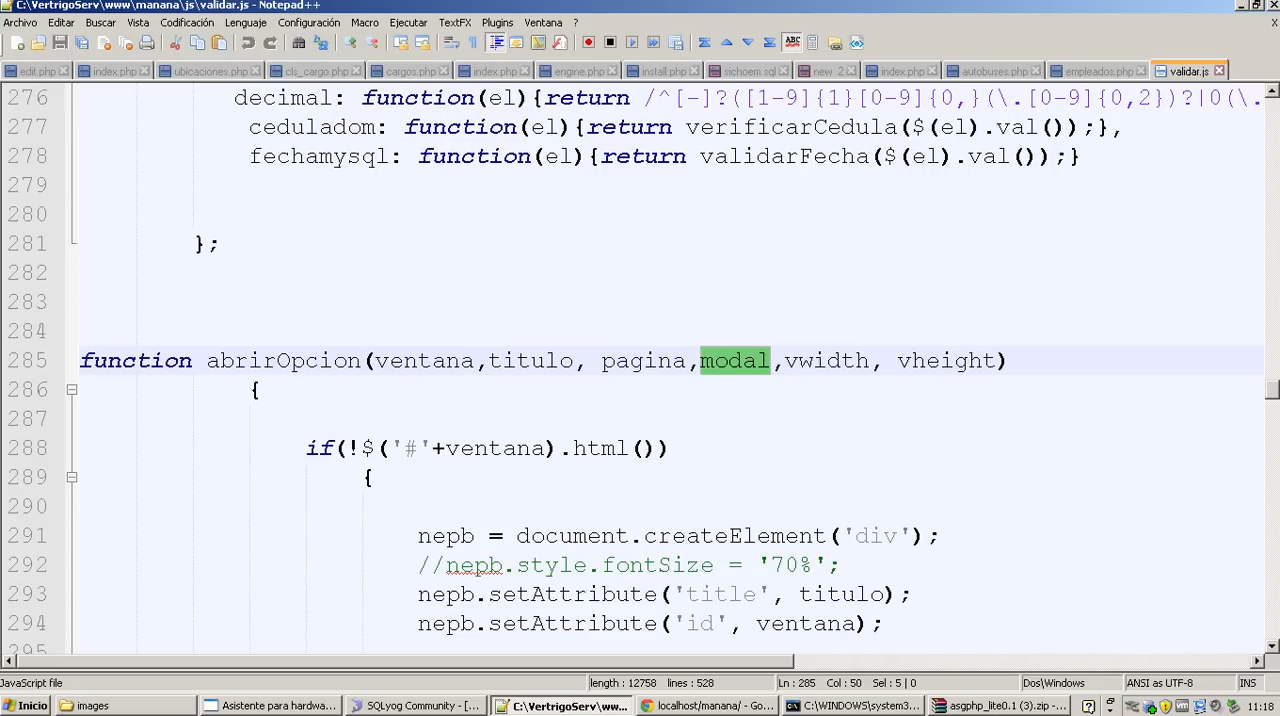 C:\VertrigoServ\www\manana\js\validar.js - Notepad++
Archivo Editar Buscar Vista Codificación Lenguaje Configuración Macro Ejecutar TextFX Plugins Ventana ?
edit.php index.php ubicaciones.php cls_cargo.php cargos.php index.php engine.php install.php sichoem.sql new 2 index.php autobuses.php empleados.php validar.js
276 decimal: function(el){return /^[-]?([1-9]{1}[0-9]{0,}(\.[0-9]{0,2})?|0(\.
277 ceduladom: function(el){return verificarCedula($(el).val());},
278 fechamysql: function(el){return validarFecha($(el).val());}
279
280
281 };
282
283
284
285 function abrirOpcion(ventana,titulo, pagina,modal,vwidth, vheight)
286 {
287
288 if(!$('#'+ventana).html())
289 {
290
291 nepb = document.createElement('div');
292 //nepb.style.fontSize = '70%';
293 nepb.setAttribute('title', titulo);
294 nepb.setAttribute('id', ventana);
295
JavaScript file length : 12758 lines : 528 Ln : 285 Col : 50 Sel : 5 | 0 Dos\Windows ANSI as UTF-8 INS
Inicio images Asistente para hardwa... SQLyog Community - [... C:\VertrigoServ\ww... localhost/manana/ - Go... C:\WINDOWS\system3... asgphp_lite0.1 (3).zip - ... 11:18